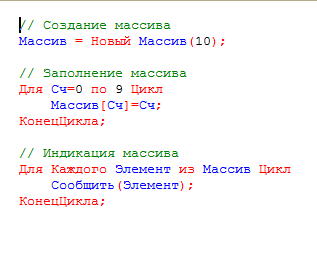 // Создание массива
Массив = Новый Массив(10);
// Заполнение массива
Для Сч=0 по 9 Цикл
Массив[Сч]=Сч;
КонецЦикла;
// Индикация массива
Для Каждого Элемент из Массив Цикл
Сообщить(Элемент);
КонецЦикла;